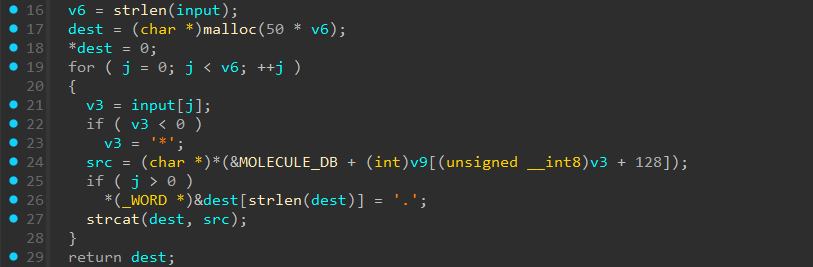 16 v6 = strlen(input);
17 dest = (char *)malloc(50 * v6);
18 *dest = 0;
19 for ( j = 0; j < v6; ++j )
20 {
21 v3 = input[j];
22 if ( v3 < 0 )
23 v3 = '*';
24 src = (char *)*(&MOLECULE_DB + (int)v9[(unsigned __int8)v3 + 128]);
25 if ( j > 0 )
26 *(_WORD *)&dest[strlen(dest)] = '.';
27 strcat(dest, src);
28 }
29 return dest;